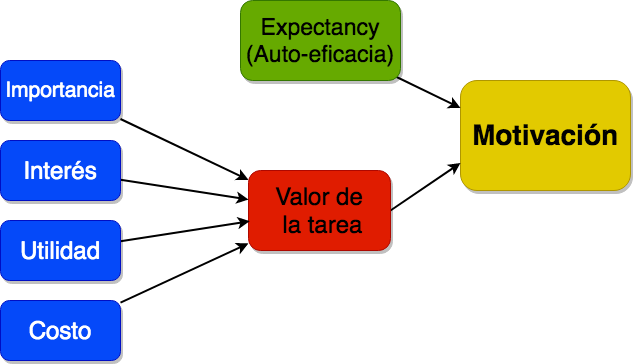 Expectancy
(Auto-eficacia)
Importancia
Interés
Utilidad
Costo
Valor de
la tarea
Motivación